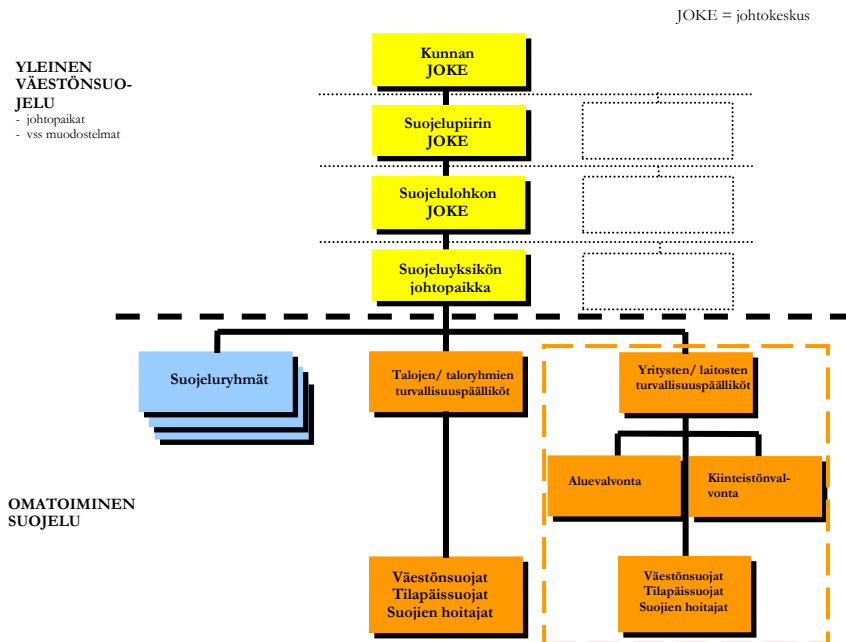 JOKE = johtokeskus
YLEINEN
VÄESTÖNSUO-
JELU
- johtopaikat
- vss muodostelmat
Kunnan
JOKE
Suojelupiirin
JOKE
Suojelulohkon
JOKE
Suojeluyksikön
johtopaikka
Suojeluryhmät
Talojen/ taloryhmien
turvallisuuspäälliköt
Yritysten/ laitosten
turvallisuuspäälliköt
Aluevalvonta
Kiinteistönval-
vonta
OMATOIMINEN
SUOJELU
Väestönsuojat
Tilapäissuojat
Suojien hoitajat
Väestönsuojat
Tilapäissuojat
Suojien hoitajat